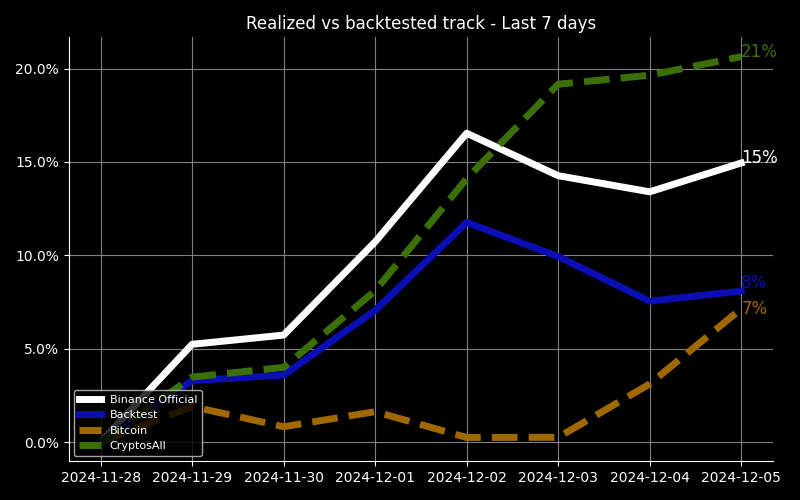 Realized vs backtested track - Last 7 days
20.0%
15.0%
10.0%
5.0%
0.0%
21%
15%
8%
7%
Binance Official
Backtest
Bitcoin
CryptosAll
2024-11-28 2024-11-29 2024-11-30 2024-12-01 2024-12-02 2024-12-03 2024-12-04 2024-12-05